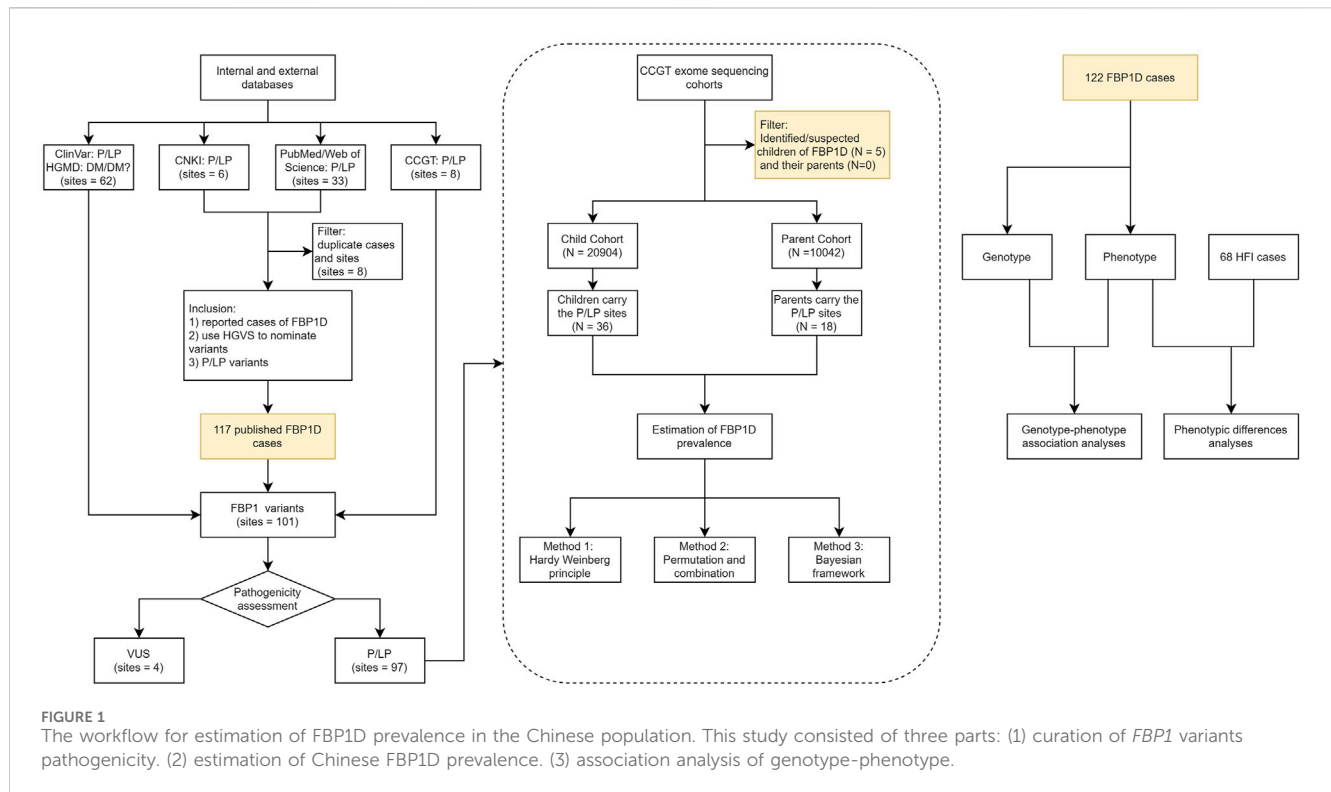 Internal and external
databases
ClinVar: P/LP
HGMD: DM/DM?
(sites = 62)
CNKI: P/LP
(sites = 6)
PubMed/Web of
Science: P/LP
(sites = 33)
CCGT: P/LP
(sites = 8)
Filter:
duplicate cases
and sites
(sites = 8)
Inclusion:
1) reported cases of FBP1D
2) use HGVS to nominate
variants
3) P/LP variants
117 published FBP1D
cases
FBP1 variants
(sites = 101)
Pathogenicity
assessment
VUS
(sites = 4)
P/LP
(sites = 97)
CCGT exome sequencing
cohorts
Filter:
Identified/suspected
children of FBP1D (N = 5)
and their parents (N=0)
Child Cohort
(N = 20904)
Parent Cohort
(N =10042)
Children carry
the P/LP sites
(N = 36)
Parents carry the
P/LP sites
(N = 18)
Estimation of FBP1D
prevalence
Method 1:
Hardy Weinberg
principle
Method 2:
Permutation and
combination
Method 3:
Bayesian
framework
122 FBP1D cases
Genotype
Phenotype
68 HFI cases
Genotype-phenotype
association analyses
Phenotypic differences
analyses
FIGURE 1
The workflow for estimation of FBP1D prevalence in the Chinese population. This study consisted of three parts: (1) curation of FBP1 variants
pathogenicity. (2) estimation of Chinese FBP1D prevalence. (3) association analysis of genotype-phenotype.